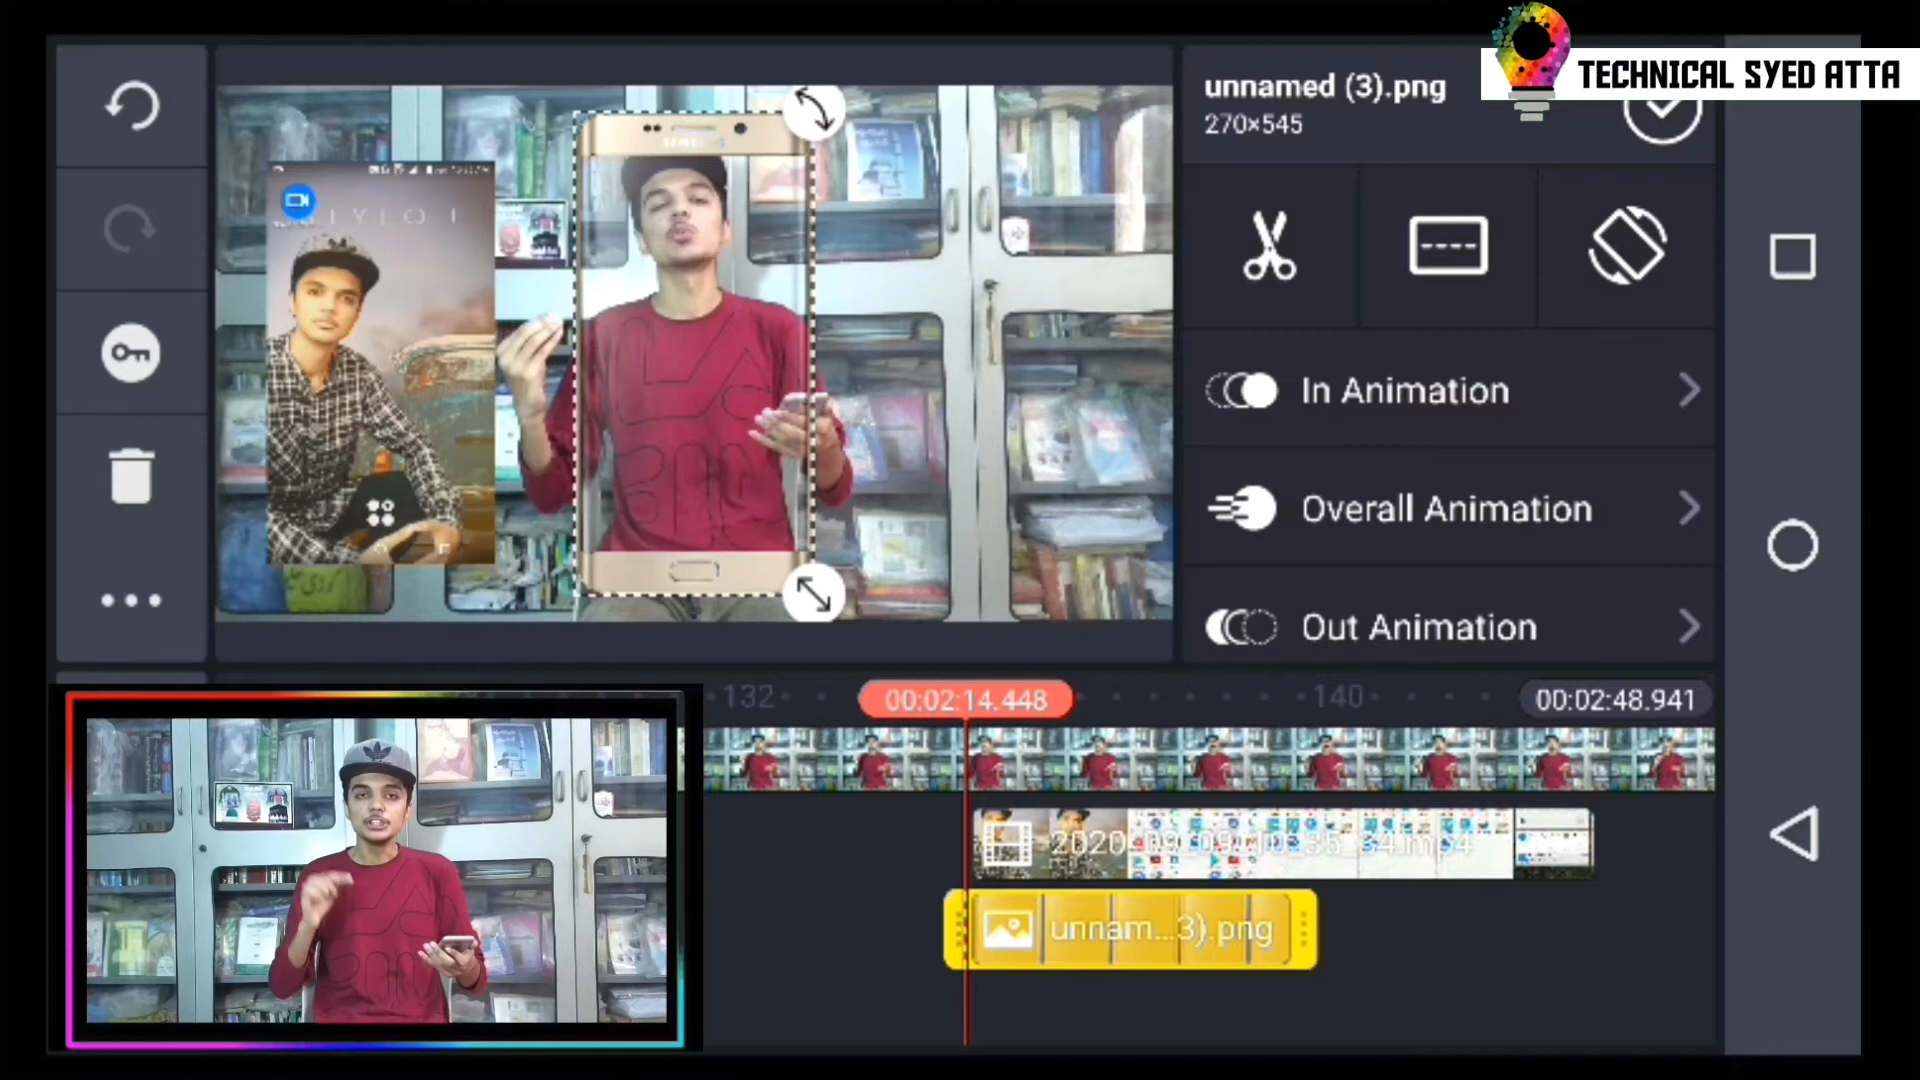 TECHNICAL SYED ATTA
unnamed (3).png
270×545
SAMSUNG
In Animation
Overall Animation
Out Animation
132
00:02:14.448
140
00:02:48.941
unnam...3).png